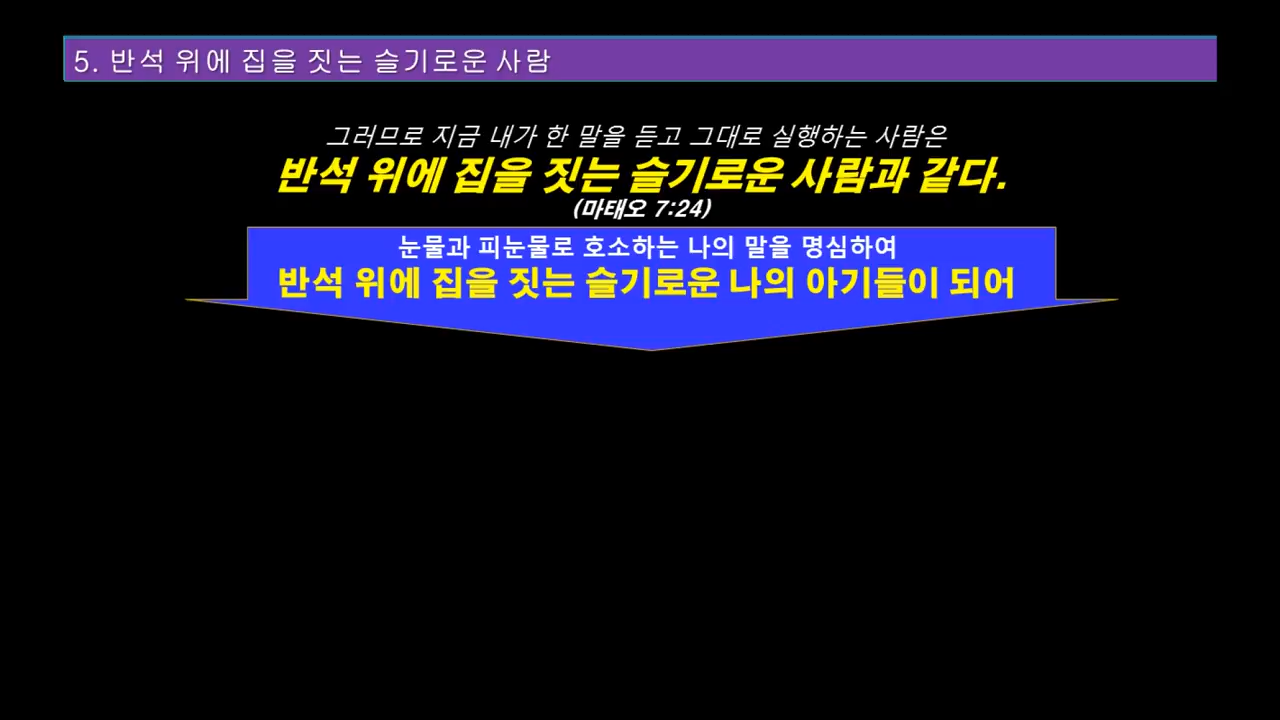 5. 반석 위에 집을 짓는 슬기로운 사람
그러므로 지금 내가 한 말을 듣고 그대로 실행하는 사람은
반석 위에 집을 짓는 슬기로운 사람과 같다.
(마태오 7:24)
눈물과 피눈물로 호소하는 나의 말을 명심하여
반석 위에 집을 짓는 슬기로운 나의 아기들이 되어